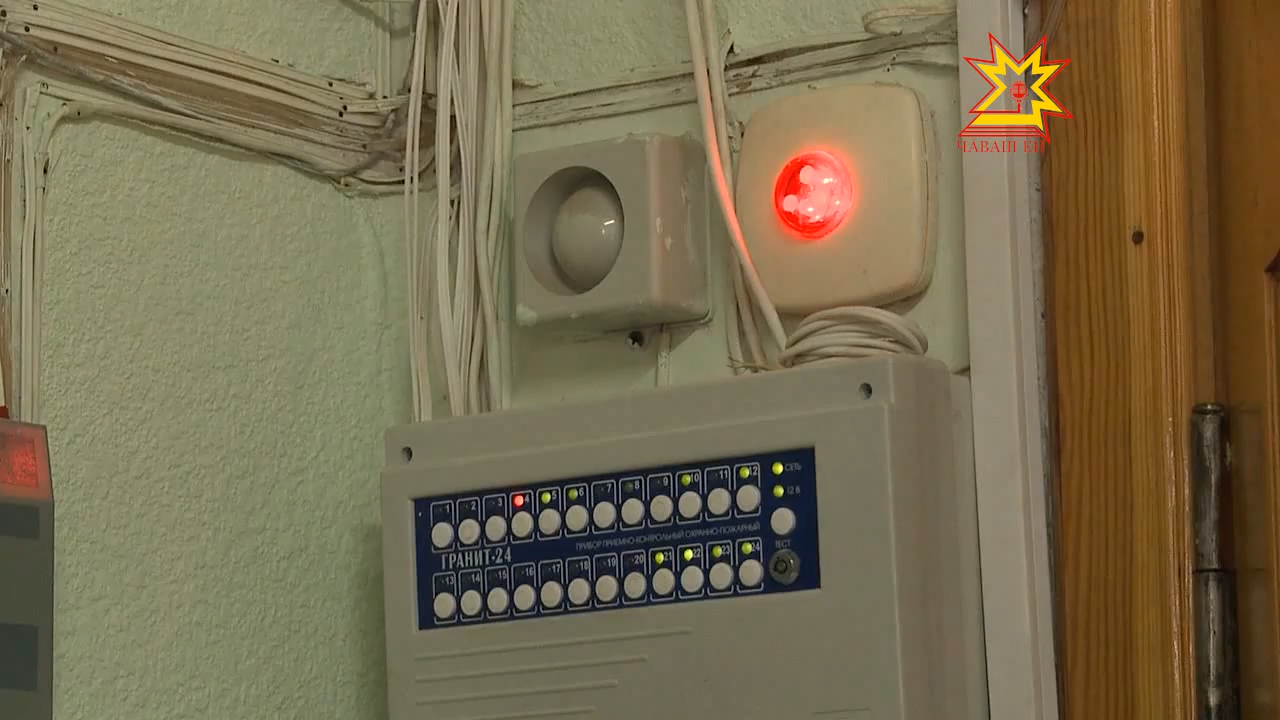 ЧАВАШ ЕН
1 2 3 4 5 6 7 8 9 10 11 12 СЕТЬ
12 В
ПРИБОР ПРИЕМНО-КОНТРОЛЬНЫЙ ОХРАННО-ПОЖАРНЫЙ
ГРАНИТ-24
ТЕСТ
13 14 15 16 17 18 19 20 21 22 23 24